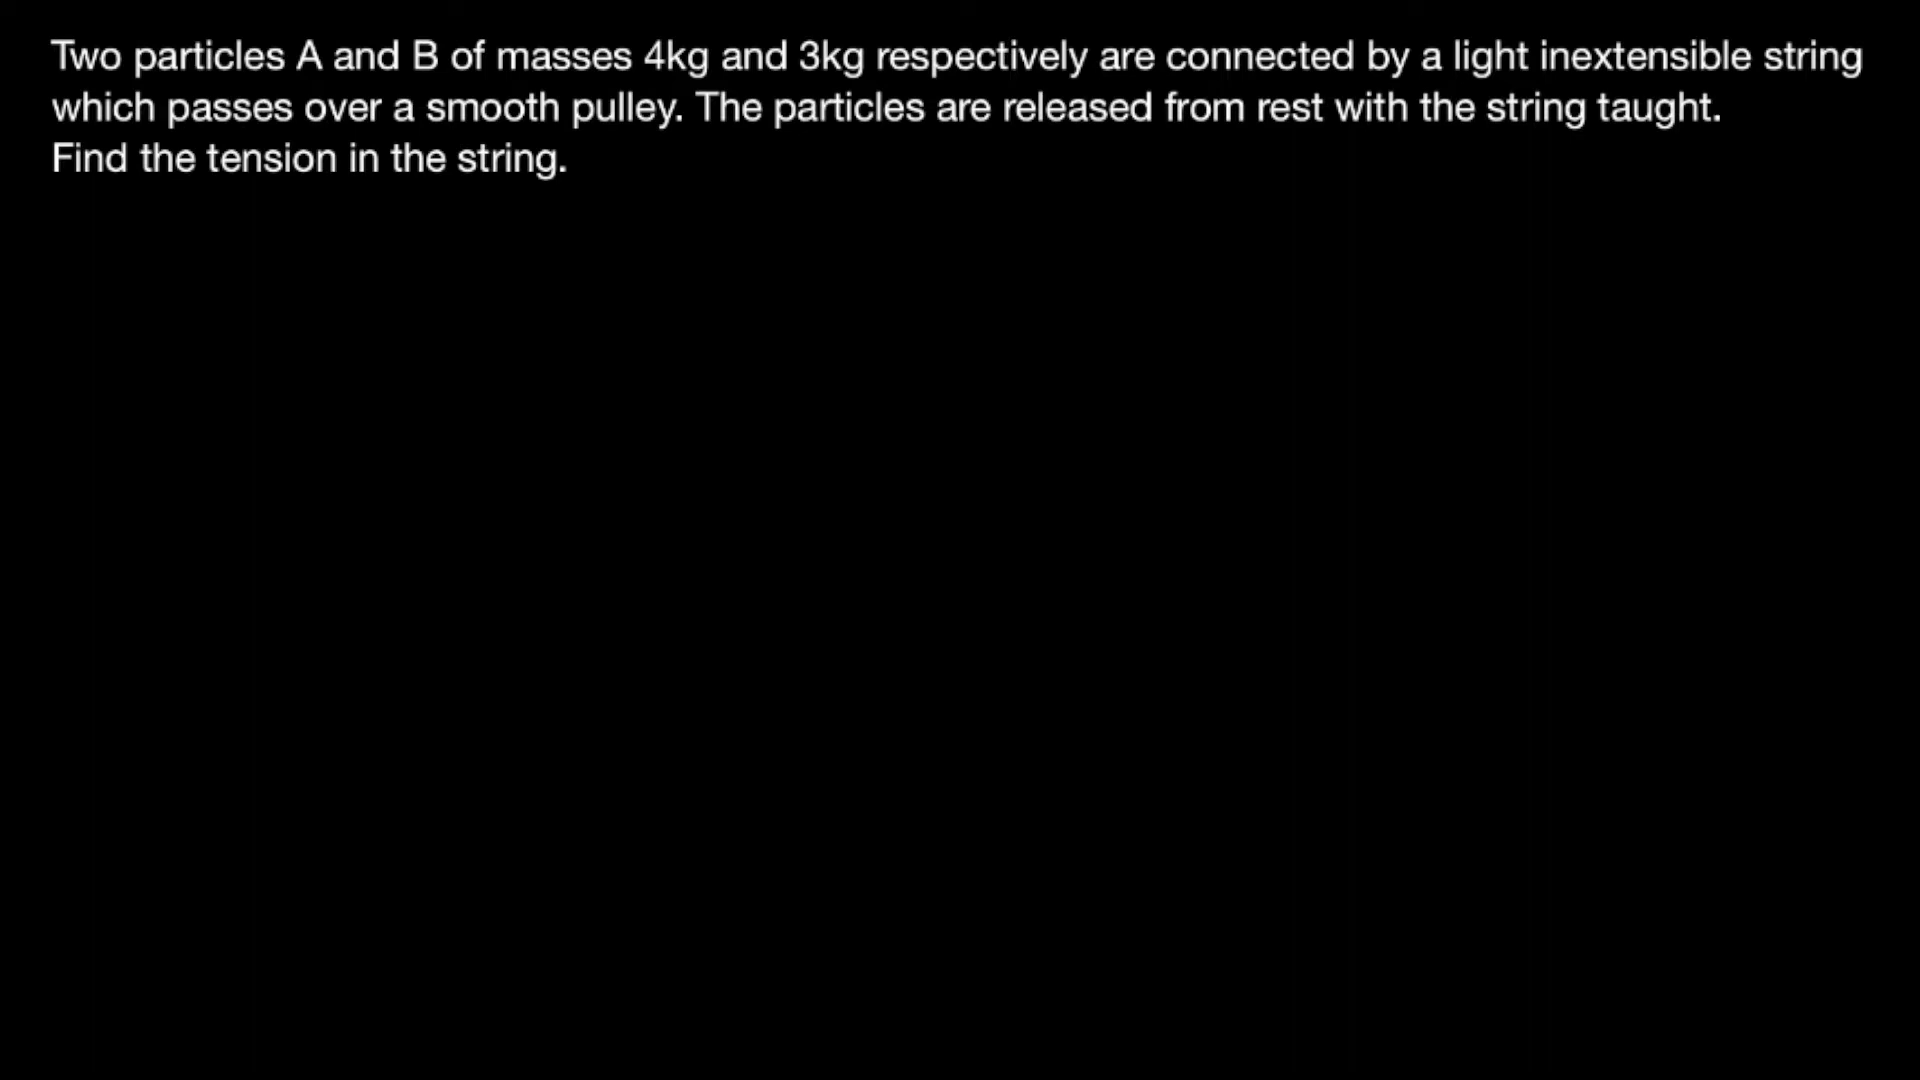 Two particles A and B of masses 4kg and 3kg respectively are connected by a light inextensible string
which passes over a smooth pulley. The particles are released from rest with the string taught.
Find the tension in the string.